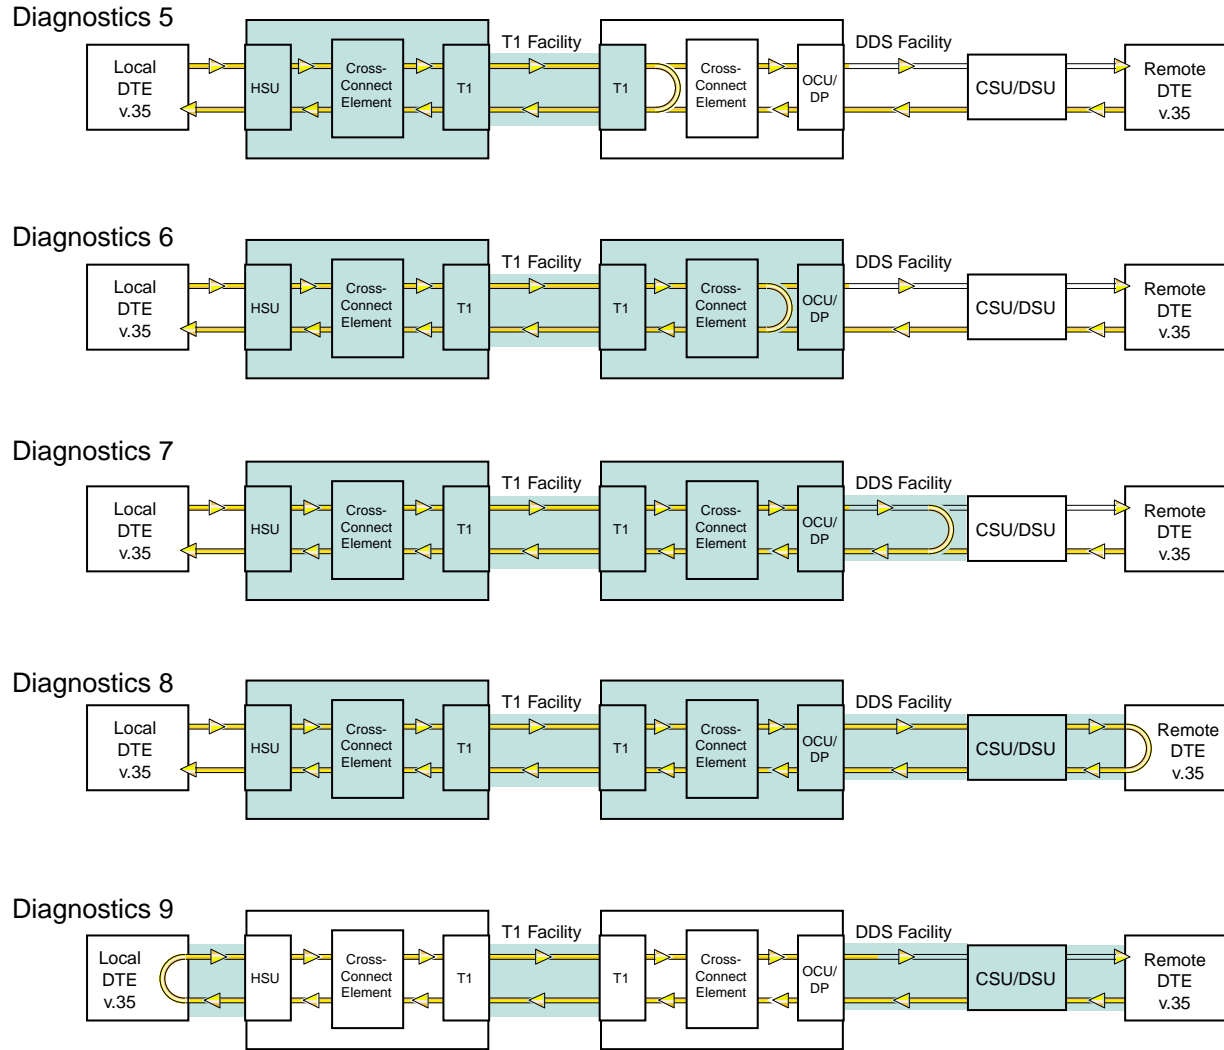 Diagnostics 5
T1 Facility
DDS Facility
Local
DTE
v.35
HSU
Cross-
Connect
Element
T1
T1
Cross-
Connect
Element
OCU/
DP
CSU/DSU
Remote
DTE
v.35
Diagnostics 6
T1 Facility
DDS Facility
Local
DTE
v.35
HSU
Cross-
Connect
Element
T1
T1
Cross-
Connect
Element
OCU/
DP
CSU/DSU
Remote
DTE
v.35
Diagnostics 7
T1 Facility
DDS Facility
Local
DTE
v.35
HSU
Cross-
Connect
Element
T1
T1
Cross-
Connect
Element
OCU/
DP
CSU/DSU
Remote
DTE
v.35
Diagnostics 8
T1 Facility
DDS Facility
Local
DTE
v.35
HSU
Cross-
Connect
Element
T1
T1
Cross-
Connect
Element
OCU/
DP
CSU/DSU
Remote
DTE
v.35
Diagnostics 9
T1 Facility
DDS Facility
Local
DTE
v.35
HSU
Cross-
Connect
Element
T1
T1
Cross-
Connect
Element
OCU/
DP
CSU/DSU
Remote
DTE
v.35